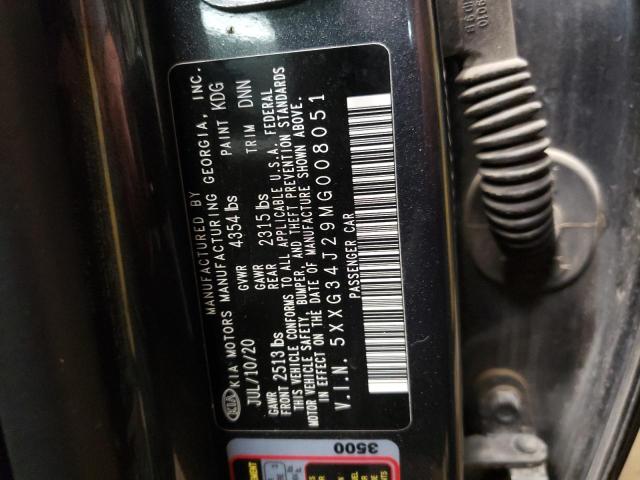 MANUFACTURED BY
KIA KIA MOTORS MANUFACTURING GEORGIA, INC.
JUL/10/20 GVWR 4354 lbs PAINT KDG
GAWR FRONT 2513 lbs GAWR REAR 2315 lbs TRIM DNN
THIS VEHICLE CONFORMS TO ALL APPLICABLE U.S.A. FEDERAL
MOTOR VEHICLE SAFETY, BUMPER, AND THEFT PREVENTION STANDARDS
IN EFFECT ON THE DATE OF MANUFACTURE SHOWN ABOVE.
V.I.N. 5XXG34J29MG008051
PASSENGER CAR
3500